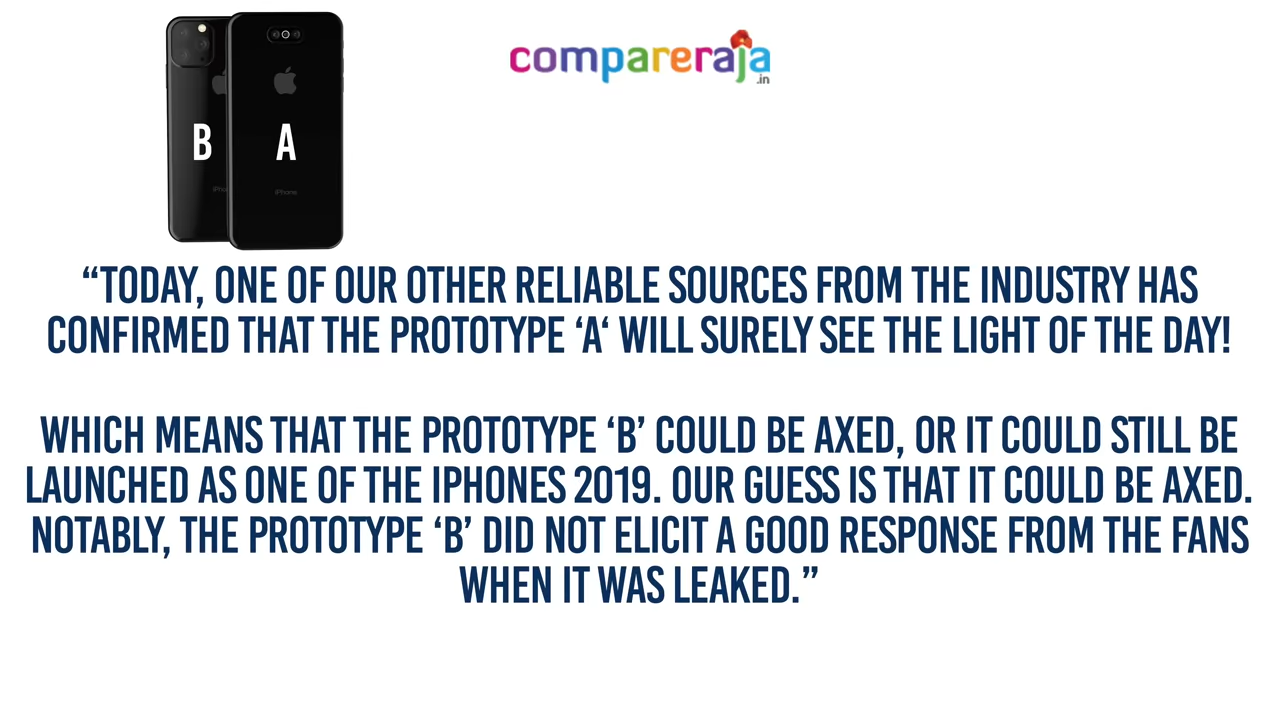 compareraja
.in
B
A
iPho
iPhone
“TODAY, ONE OF OUR OTHER RELIABLE SOURCES FROM THE INDUSTRY HAS
CONFIRMED THAT THE PROTOTYPE ‘A‘ WILL SURELY SEE THE LIGHT OF THE DAY!
WHICH MEANS THAT THE PROTOTYPE ‘B’ COULD BE AXED, OR IT COULD STILL BE
LAUNCHED AS ONE OF THE IPHONES 2019. OUR GUESS IS THAT IT COULD BE AXED.
NOTABLY, THE PROTOTYPE ‘B’ DID NOT ELICIT A GOOD RESPONSE FROM THE FANS
WHEN IT WAS LEAKED.”